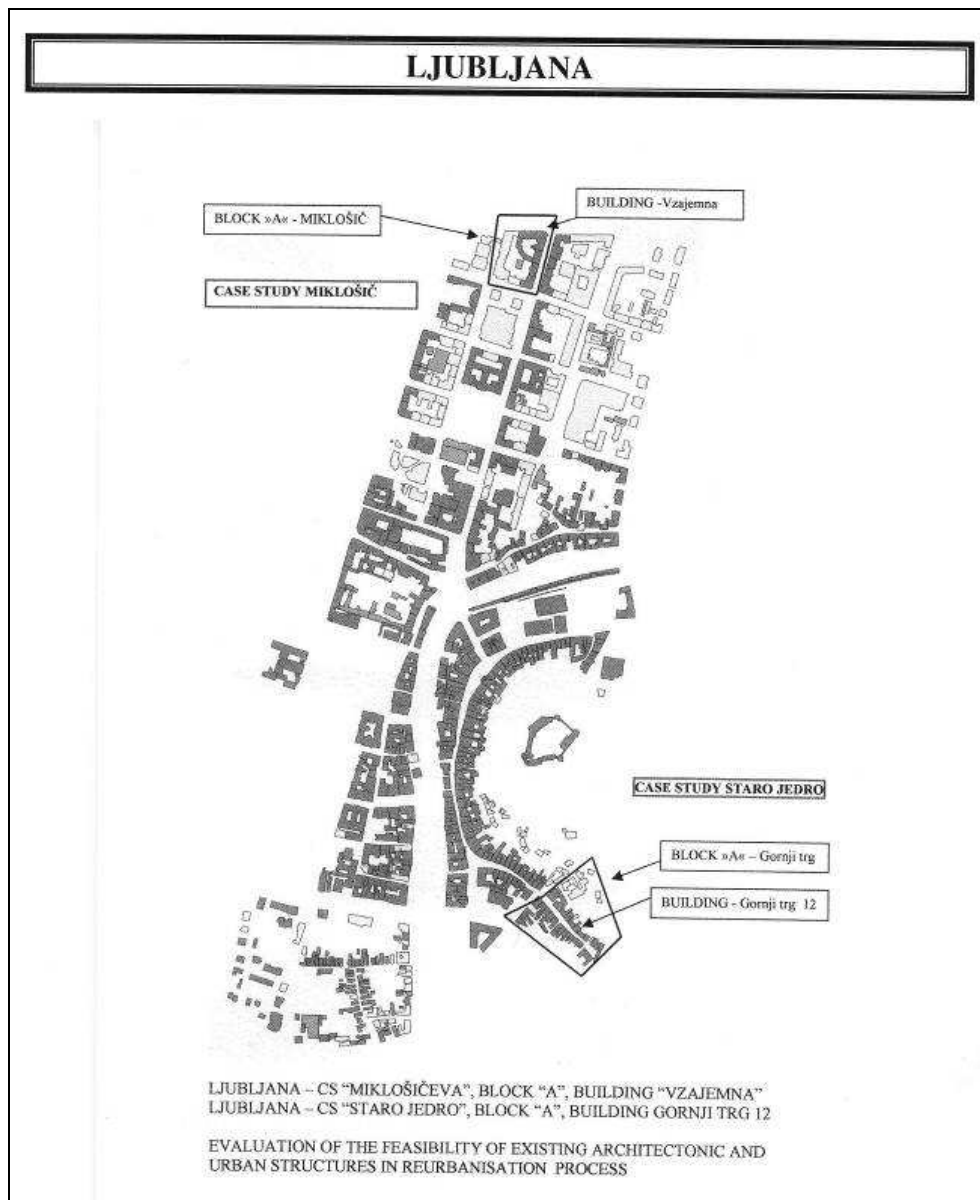 LJUBLJANA
BUILDING -Vzajemna
BLOCK »A« - MIKLOŠIČ
CASE STUDY MIKLOŠIČ
CASE STUDY STARO JEDRO
BLOCK »A« – Gornji trg
BUILDING - Gornji trg 12
LJUBLJANA – CS "MIKLOŠIČEVA", BLOCK "A", BUILDING "VZAJEMNA"
LJUBLJANA – CS "STARO JEDRO", BLOCK "A", BUILDING GORNJI TRG 12
EVALUATION OF THE FEASIBILITY OF EXISTING ARCHITECTONIC AND
URBAN STRUCTURES IN REURBANISATION PROCESS